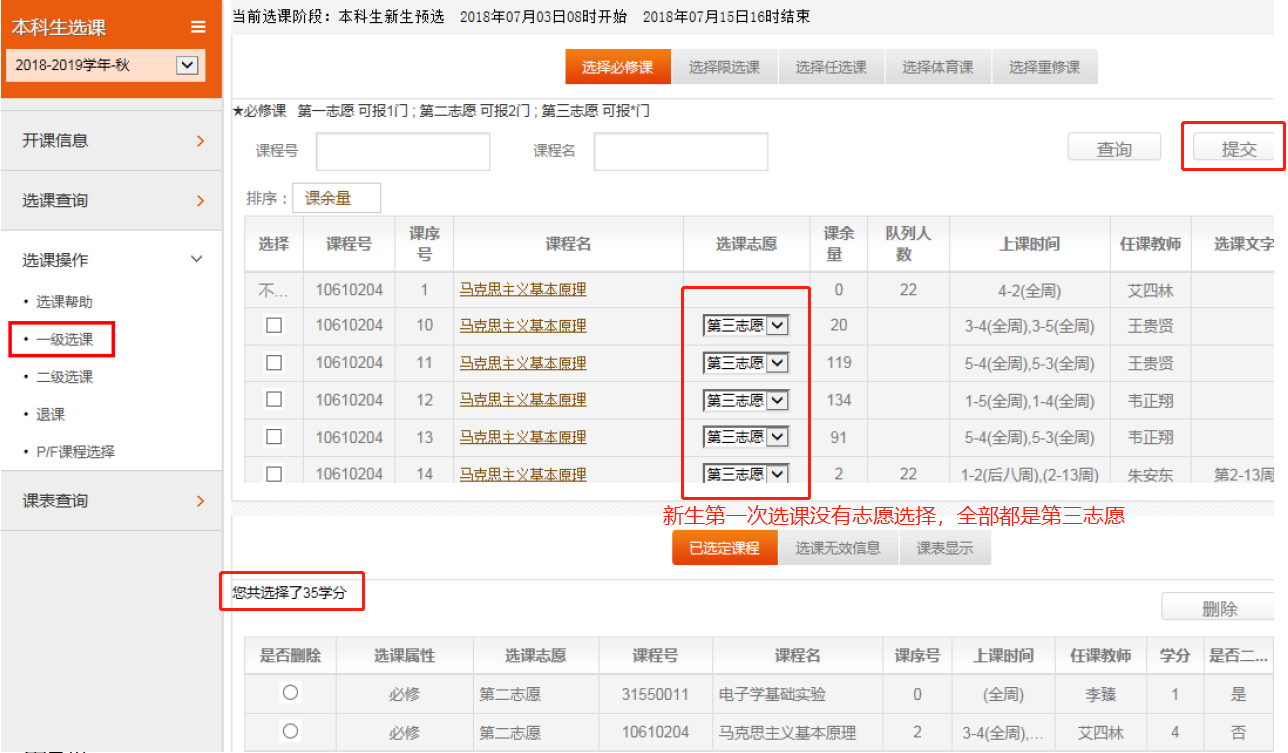 本科生选课
2018-2019学年-秋
开课信息
选课查询
选课操作
• 选课帮助
• 一级选课
• 二级选课
• 退课
• P/F课程选择
课表查询
当前选课阶段：本科生新生预选 2018年07月03日08时开始 2018年07月15日16时结束
选择必修课 选择限选课 选择任选课 选择体育课 选择重修课
★必修课 第一志愿 可报1门 ; 第二志愿 可报2门 ; 第三志愿 可报*门
课程号 课程名 查询 提交
排序： 课余量
选择 课程号 课序号 课程名 选课志愿 课余量 队列人数 上课时间 任课教师 选课文字
不... 10610204 1 马克思主义基本原理 0 22 4-2(全周) 艾四林
10610204 10 马克思主义基本原理 第三志愿 20 3-4(全周),3-5(全周) 王贵贤
10610204 11 马克思主义基本原理 第三志愿 119 5-4(全周),5-3(全周) 王贵贤
10610204 12 马克思主义基本原理 第三志愿 134 1-5(全周),1-4(全周) 韦正翔
10610204 13 马克思主义基本原理 第三志愿 91 5-4(全周),5-3(全周) 韦正翔
10610204 14 马克思主义基本原理 第三志愿 2 22 1-2(后八周),(2-13周) 朱安东 第2-13周
新生第一次选课没有志愿选择，全部都是第三志愿
已选定课程 选课无效信息 课表显示
您共选择了35学分
删除
是否删除 选课属性 选课志愿 课程号 课程名 课序号 上课时间 任课教师 学分 是否二...
必修 第二志愿 31550011 电子学基础实验 0 (全周) 李臻 1 是
必修 第二志愿 10610204 马克思主义基本原理 2 3-4(全周),... 艾四林 4 否